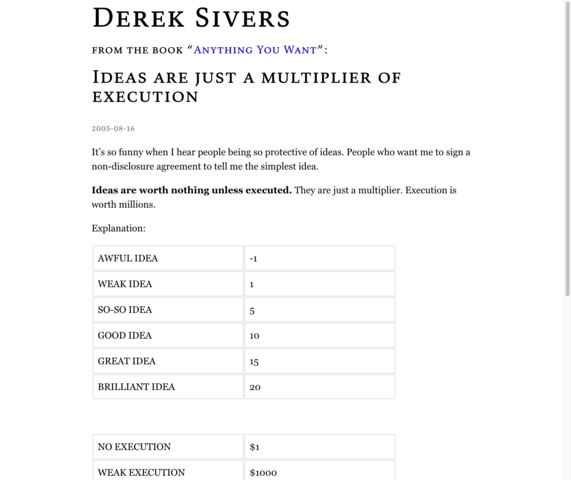 DEREK SIVERS
FROM THE BOOK “ANYTHING YOU WANT”:
IDEAS ARE JUST A MULTIPLIER OF
EXECUTION
2005-08-16
It’s so funny when I hear people being so protective of ideas. People who want me to sign a
non-disclosure agreement to tell me the simplest idea.
Ideas are worth nothing unless executed. They are just a multiplier. Execution is
worth millions.
Explanation:
AWFUL IDEA -1
WEAK IDEA 1
SO-SO IDEA 5
GOOD IDEA 10
GREAT IDEA 15
BRILLIANT IDEA 20
NO EXECUTION $1
WEAK EXECUTION $1000